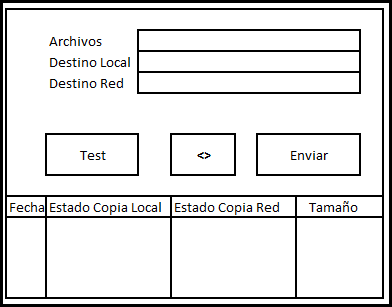 Archivos
Destino Local
Destino Red
Test <> Enviar
Fecha Estado Copia Local Estado Copia Red Tamaño